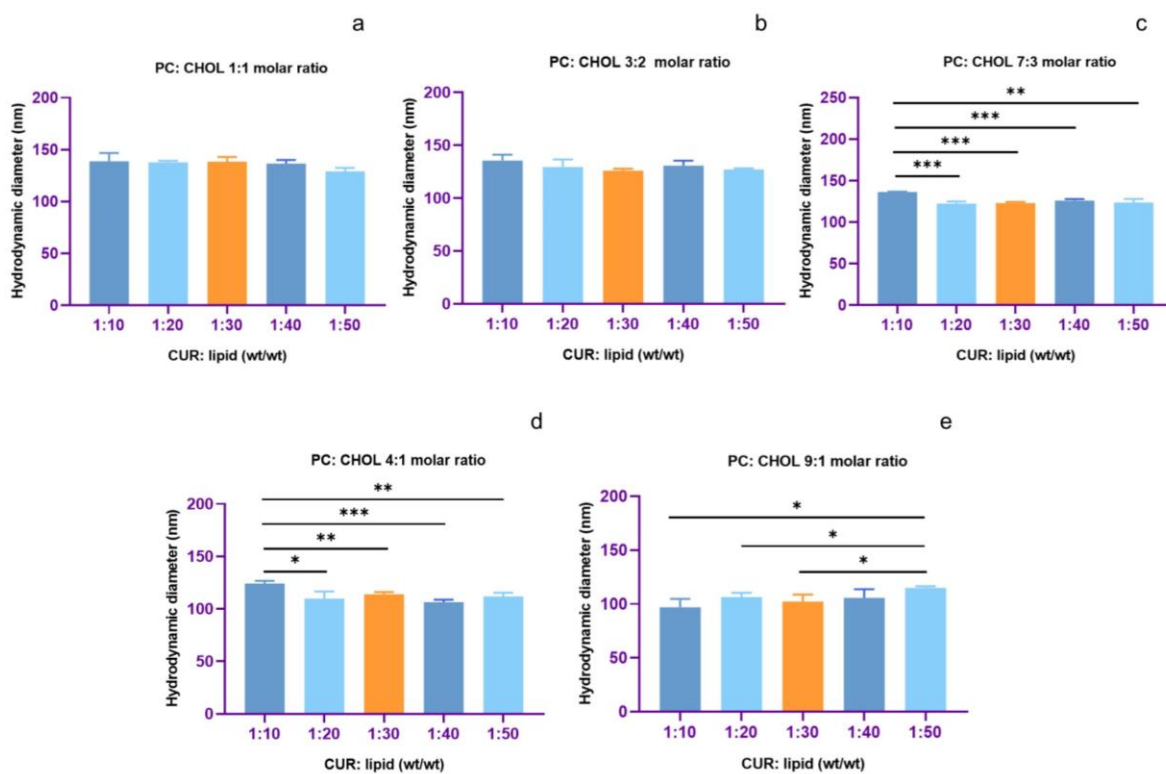 a
PC: CHOL 1:1 molar ratio
Hydrodynamic diameter (nm)
200
150
100
50
0
1:10 1:20 1:30 1:40 1:50
CUR: lipid (wt/wt)
b
PC: CHOL 3:2 molar ratio
Hydrodynamic diameter (nm)
200
150
100
50
0
1:10 1:20 1:30 1:40 1:50
CUR: lipid (wt/wt)
c
PC: CHOL 7:3 molar ratio
Hydrodynamic diameter (nm)
250
200
150
100
50
0
**
***
***
***
1:10 1:20 1:30 1:40 1:50
CUR: lipid (wt/wt)
d
PC: CHOL 4:1 molar ratio
Hydrodynamic diameter (nm)
200
150
100
50
0
**
***
**
*
1:10 1:20 1:30 1:40 1:50
CUR: lipid (wt/wt)
e
PC: CHOL 9:1 molar ratio
Hydrodynamic diameter (nm)
200
150
100
50
0
*
*
*
1:10 1:20 1:30 1:40 1:50
CUR: lipid (wt/wt)